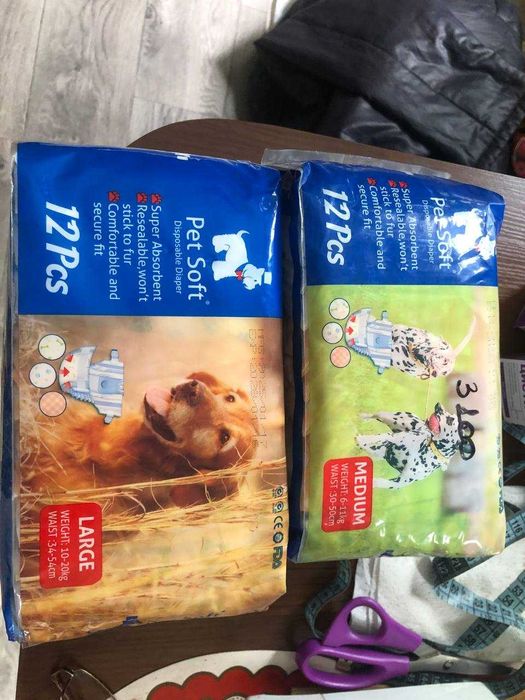 Pet Soft®
Disposable Diaper
Super Absorbent
Resealable,won't
stick to fur
Comfortable and
secure fit
12Pcs
LARGE
WEIGHT: 10-20kg
WAIST :34-54cm
CE FDA
Pet Soft
Disposable Diaper
Super Absorbent
Resealable,won't
stick to fur
Comfortable and
secure fit
12Pcs
MEDIUM
WEIGHT: 6-11kg
WAIST :30-50cm